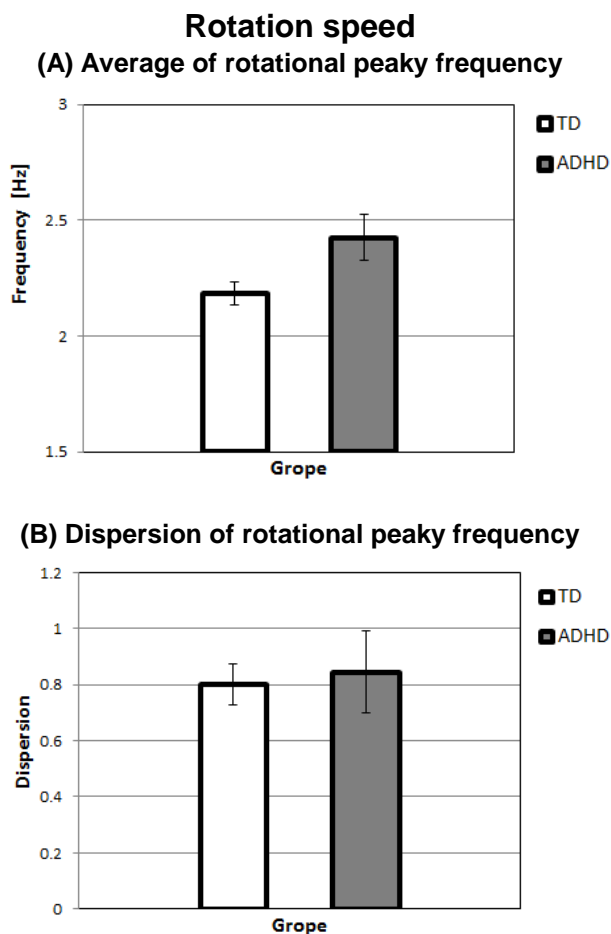 Rotation speed
(A) Average of rotational peaky frequency
3
2.5
2
1.5
Frequency [Hz]
Grope
TD
ADHD
(B) Dispersion of rotational peaky frequency
1.2
1
0.8
0.6
0.4
0.2
0
Dispersion
Grope
TD
ADHD